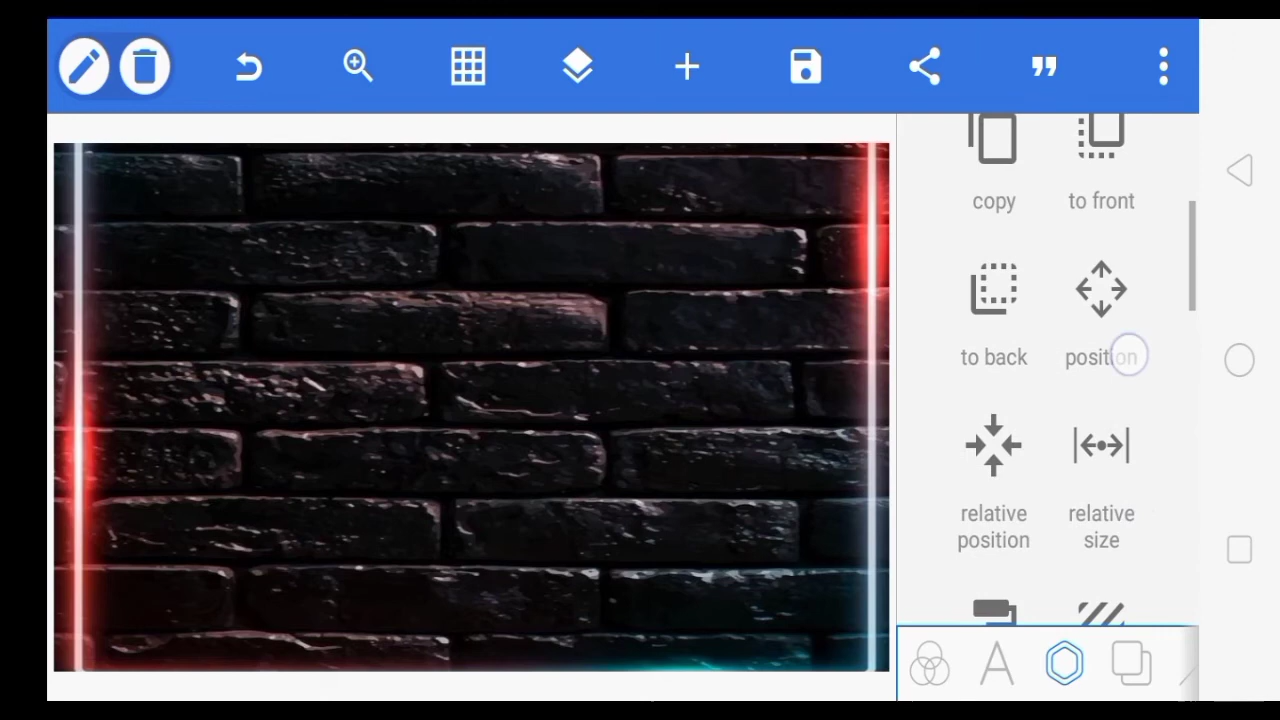 copy
to front
to back
position
relative
position
relative
size